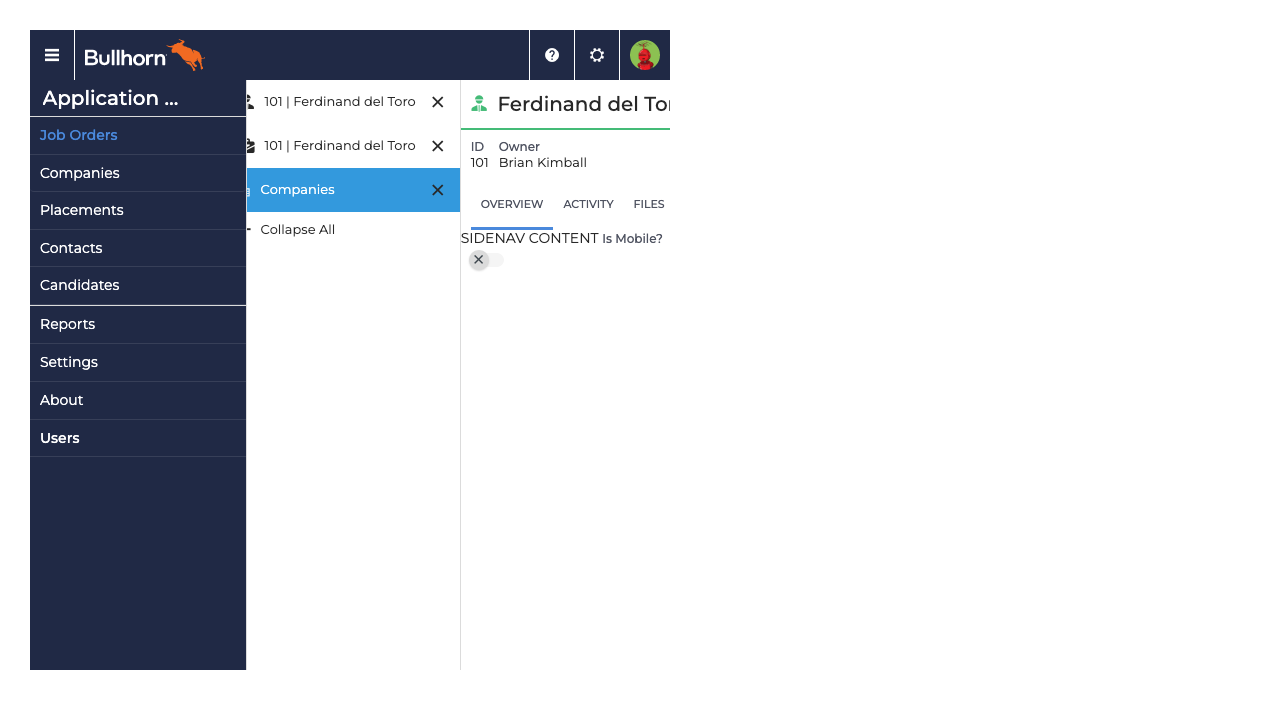 Bullhorn
Application ...
Job Orders
Companies
Placements
Contacts
Candidates
Reports
Settings
About
Users
101 | Ferdinand del Toro
101 | Ferdinand del Toro
Companies
Collapse All
Ferdinand del Tor
ID Owner
101 Brian Kimball
OVERVIEW ACTIVITY FILES
SIDENAV CONTENT Is Mobile?